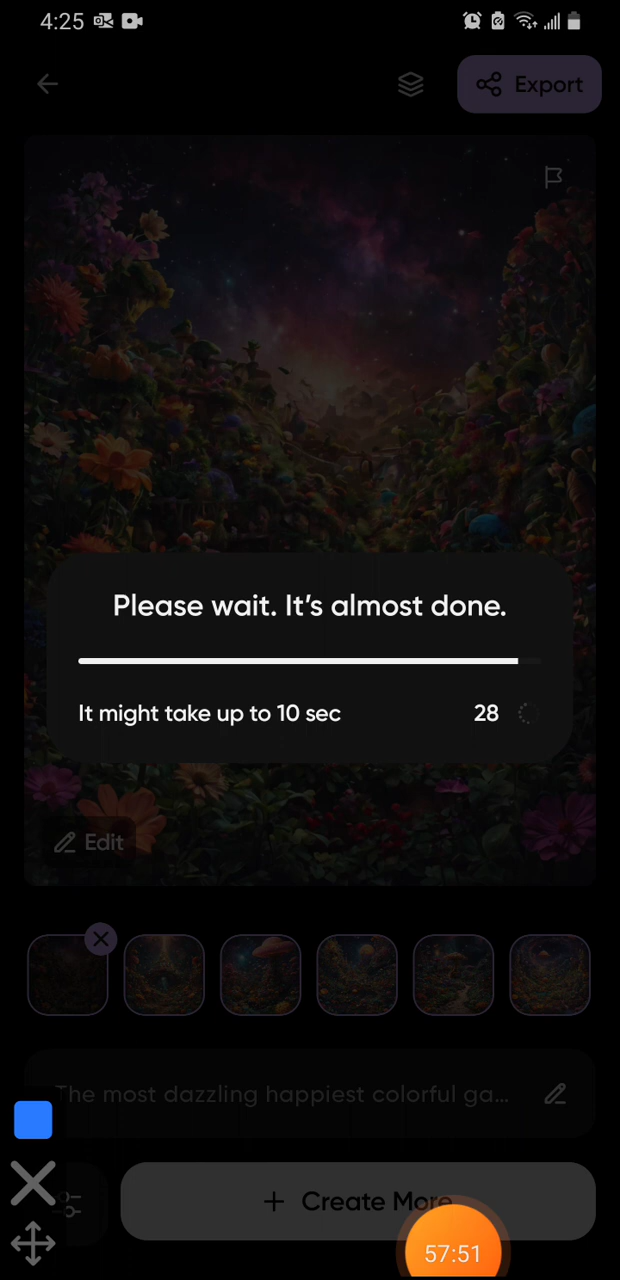 4:25
Export
Please wait. It's almost done.
It might take up to 10 sec
28
Edit
The most dazzling happiest colorful ga...
+ Create More
57:51